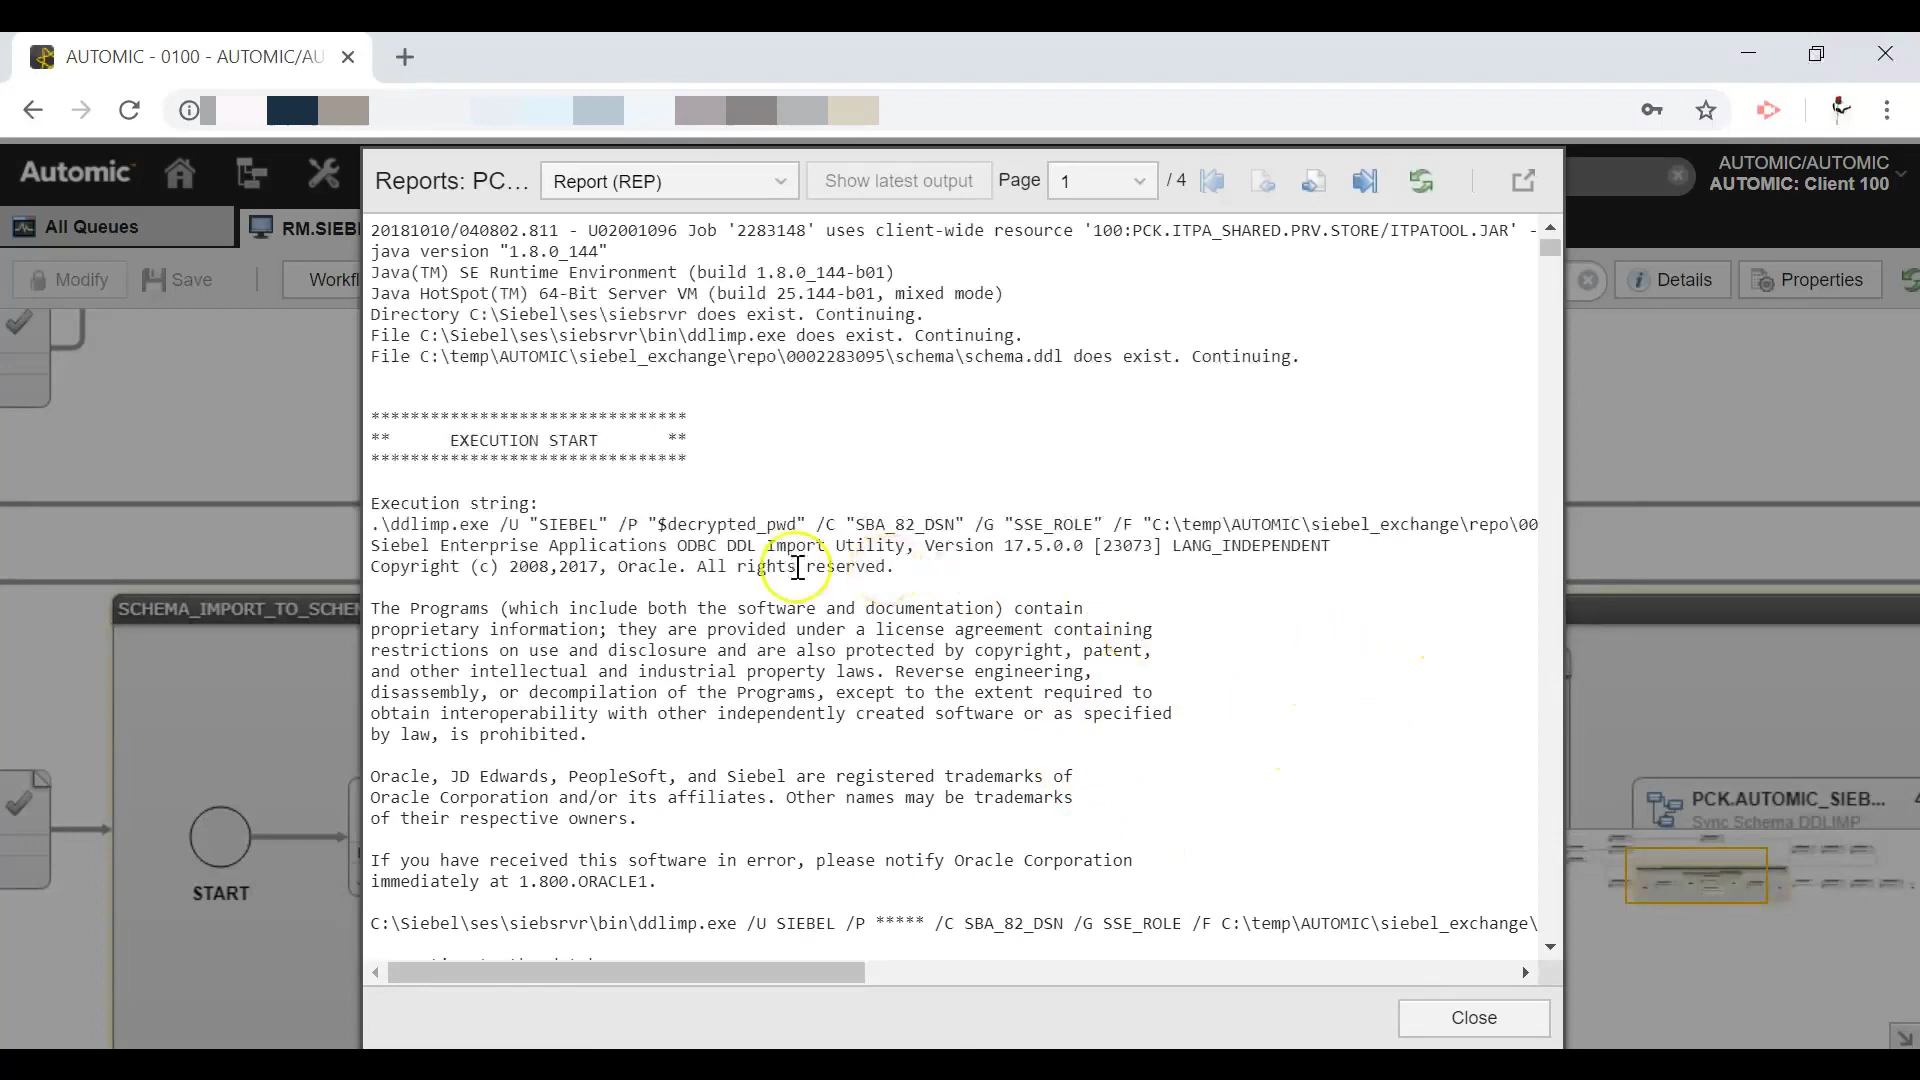 AUTOMIC - 0100 - AUTOMIC/AU
Automic
AUTOMIC/AUTOMIC
AUTOMIC: Client 100
All Queues
RM.SIEB
Modify
Save
Workfl
Details
Properties
Reports: PC...
Report (REP)
Show latest output
Page
1
/ 4
20181010/040802.811 - U02001096 Job '2283148' uses client-wide resource '100:PCK.ITPA_SHARED.PRV.STORE/ITPATOOL.JAR' -
java version "1.8.0_144"
Java(TM) SE Runtime Environment (build 1.8.0_144-b01)
Java HotSpot(TM) 64-Bit Server VM (build 25.144-b01, mixed mode)
Directory C:\Siebel\ses\siebsrvr does exist. Continuing.
File C:\Siebel\ses\siebsrvr\bin\ddlimp.exe does exist. Continuing.
File C:\temp\AUTOMIC\siebel_exchange\repo\0002283095\schema\schema.ddl does exist. Continuing.
********************************
** EXECUTION START **
********************************
Execution string:
.\ddlimp.exe /U "SIEBEL" /P "$decrypted_pwd" /C "SBA_82_DSN" /G "SSE_ROLE" /F "C:\temp\AUTOMIC\siebel_exchange\repo\00
Siebel Enterprise Applications ODBC DDL Import Utility, Version 17.5.0.0 [23073] LANG_INDEPENDENT
Copyright (c) 2008,2017, Oracle. All rights reserved.
The Programs (which include both the software and documentation) contain
proprietary information; they are provided under a license agreement containing
restrictions on use and disclosure and are also protected by copyright, patent,
and other intellectual and industrial property laws. Reverse engineering,
disassembly, or decompilation of the Programs, except to the extent required to
obtain interoperability with other independently created software or as specified
by law, is prohibited.
Oracle, JD Edwards, PeopleSoft, and Siebel are registered trademarks of
Oracle Corporation and/or its affiliates. Other names may be trademarks
of their respective owners.
If you have received this software in error, please notify Oracle Corporation
immediately at 1.800.ORACLE1.
C:\Siebel\ses\siebsrvr\bin\ddlimp.exe /U SIEBEL /P ***** /C SBA_82_DSN /G SSE_ROLE /F C:\temp\AUTOMIC\siebel_exchange\
Close
SCHEMA_IMPORT_TO_SCHEM
START
PCK.AUTOMIC_SIEB...
Sync Schema DDLIMP